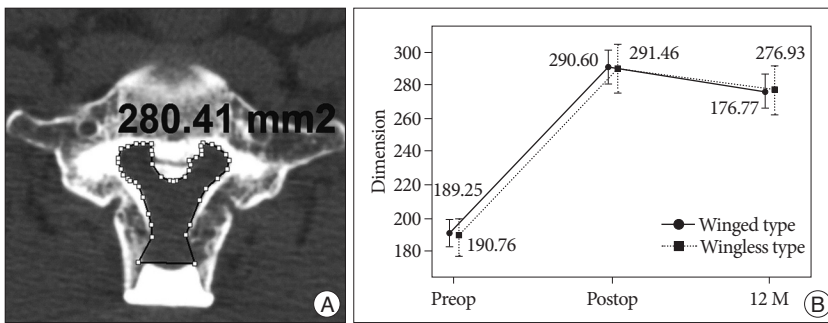 280.41 mm2
A
300
280
260
240
220
200
180
Dimension
189.25
190.76
290.60
291.46
276.93
176.77
Winged type
Wingless type
Preop
Postop
12 M
B